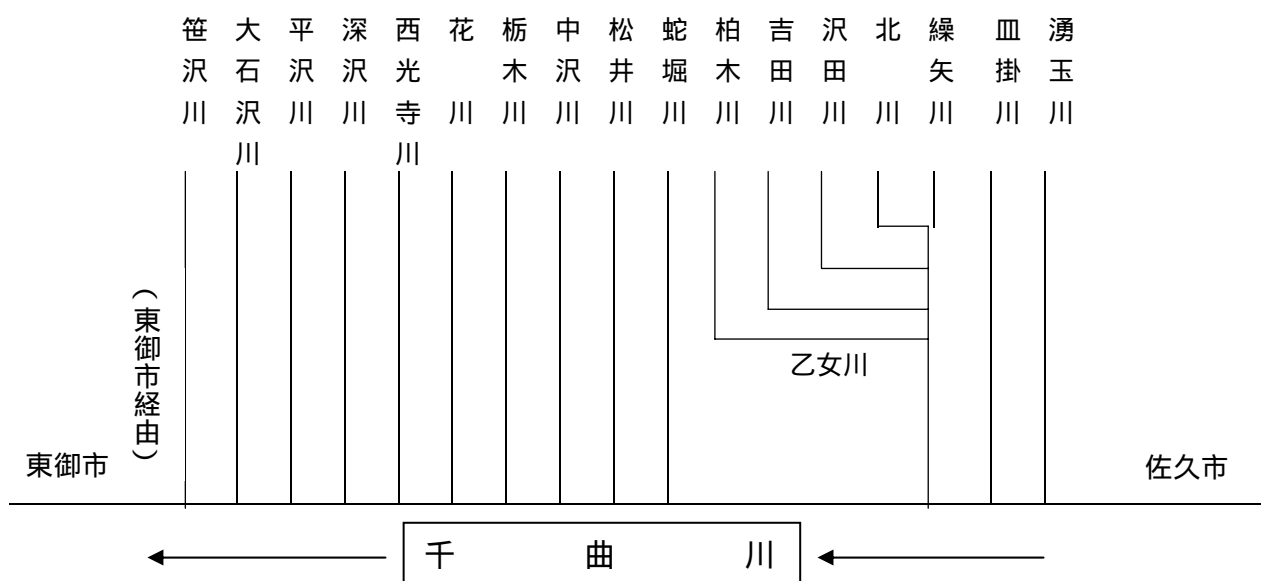 笹沢川
大石沢川
平沢川
深沢川
西光寺川
花川
栃木川
中沢川
松井川
蛇堀川
柏木川
吉田川
沢田川
北川
繰矢川
皿掛川
湧玉川
(東御市経由)
乙女川
東御市
佐久市
千曲川